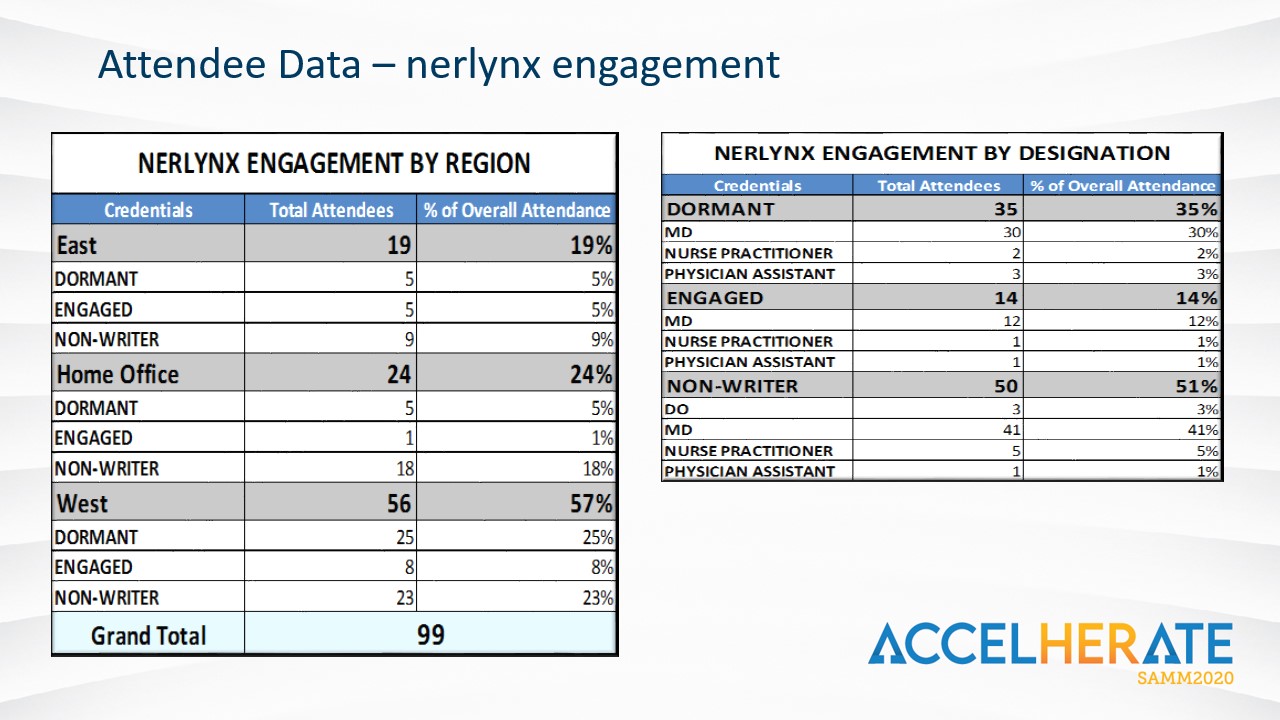 Attendee Data – nerlynx engagement
NERLYNX ENGAGEMENT BY REGION
Credentials Total Attendees % of Overall Attendance
East 19 19%
DORMANT 5 5%
ENGAGED 5 5%
NON-WRITER 9 9%
Home Office 24 24%
DORMANT 5 5%
ENGAGED 1 1%
NON-WRITER 18 18%
West 56 57%
DORMANT 25 25%
ENGAGED 8 8%
NON-WRITER 23 23%
Grand Total 99
NERLYNX ENGAGEMENT BY DESIGNATION
Credentials Total Attendees % of Overall Attendance
DORMANT 35 35%
MD 30 30%
NURSE PRACTITIONER 2 2%
PHYSICIAN ASSISTANT 3 3%
ENGAGED 14 14%
MD 12 12%
NURSE PRACTITIONER 1 1%
PHYSICIAN ASSISTANT 1 1%
NON-WRITER 50 51%
DO 3 3%
MD 41 41%
NURSE PRACTITIONER 5 5%
PHYSICIAN ASSISTANT 1 1%
ACCELHERATE
SAMM2020